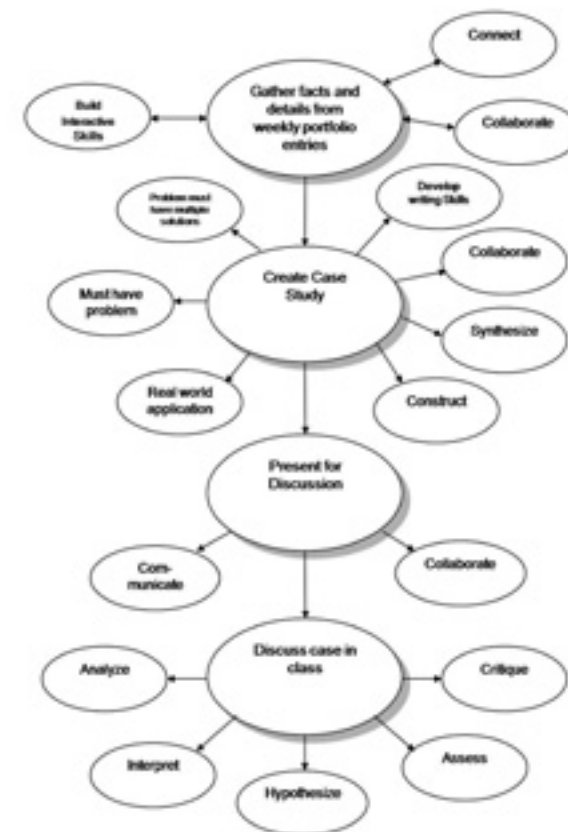 Connect
Gather facts and
details from
weekly portfolio
entries
Build
Interactive
Skills
Collaborate
Problem must
have multiple
solutions
Develop
writing Skills
Create Case
Study
Collaborate
Must have
problem
Synthesize
Real world
application
Construct
Present for
Discussion
Com-
municate
Collaborate
Discuss case in
class
Analyze
Critique
Interpret
Assess
Hypothesize